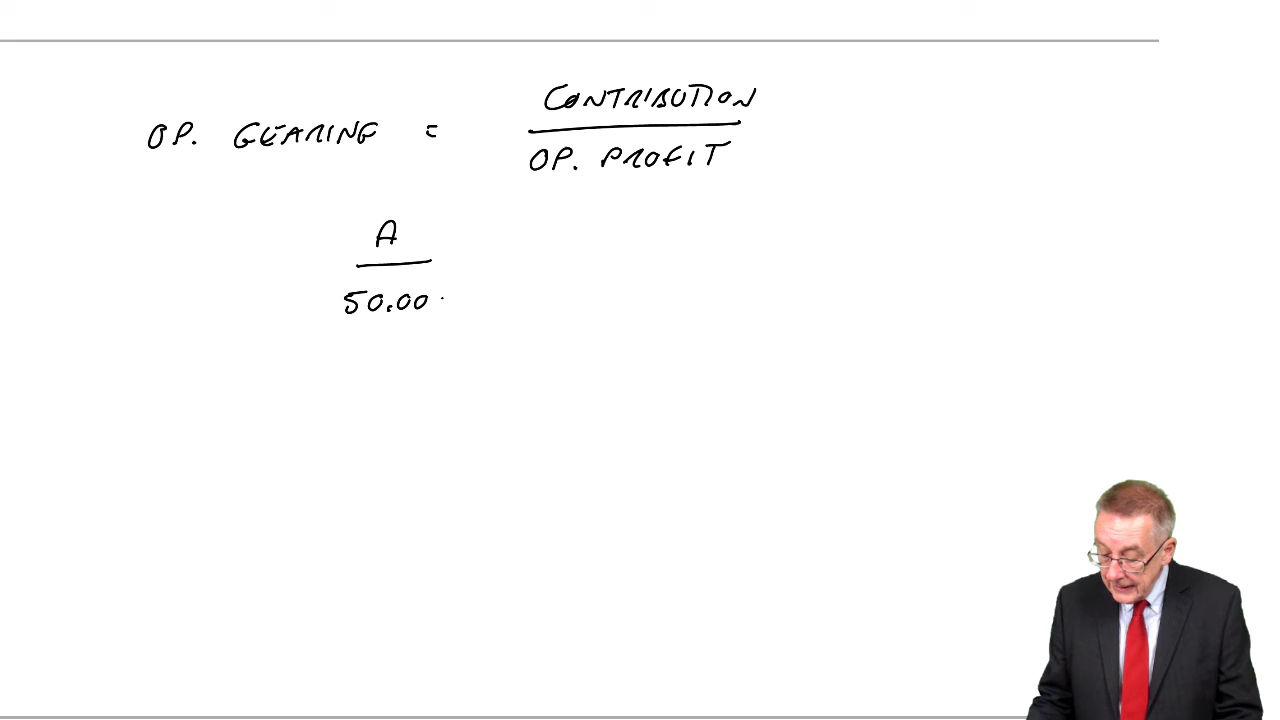 OP. GEARING = CONTRIBUTION
OP. PROFIT
A
50.00